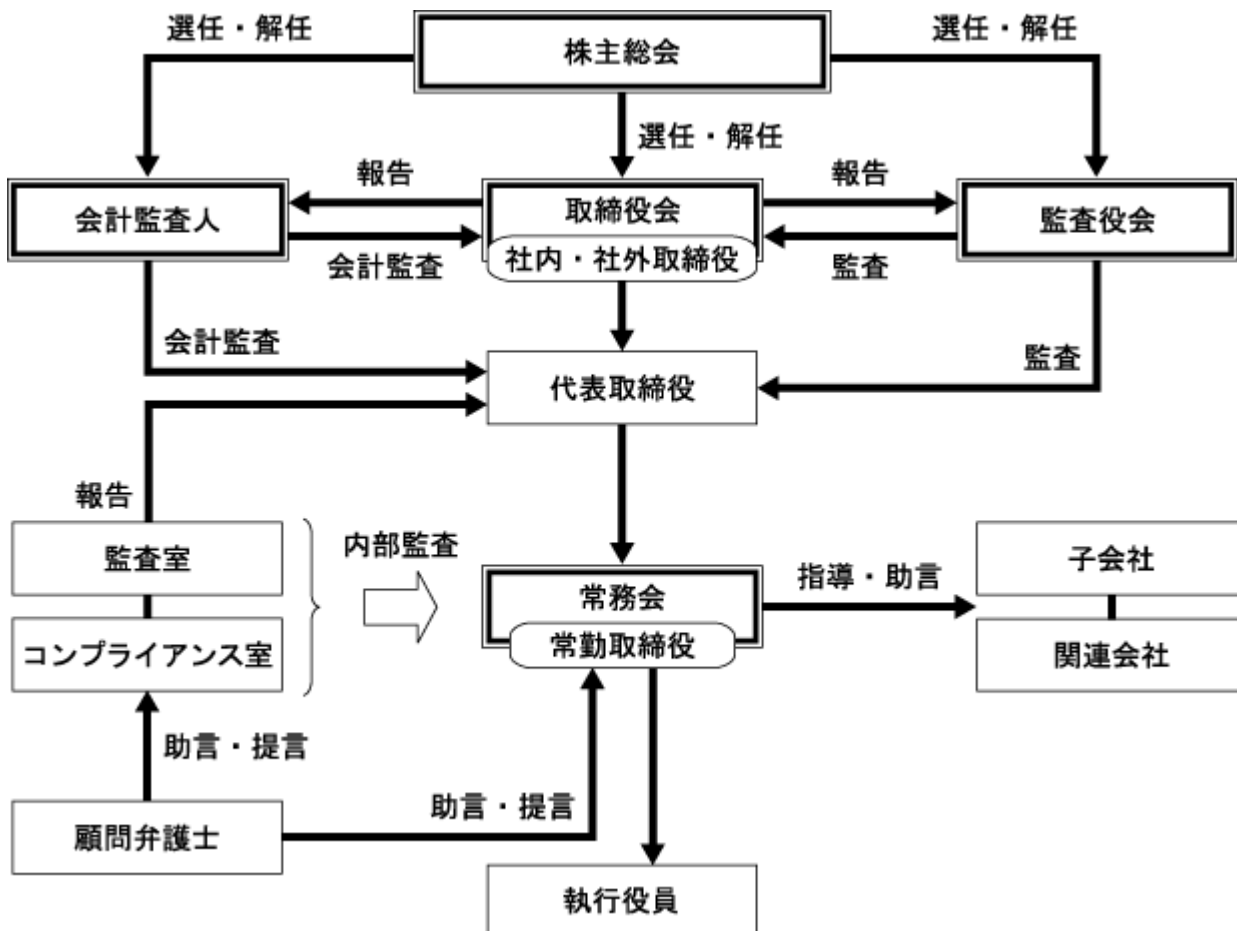 選任・解任
株主総会
選任・解任
選任・解任
報告
報告
会計監査人
取締役会
監査役会
社内・社外取締役
会計監査
監査
会計監査
監査
代表取締役
報告
監査室
内部監査
子会社
常務会
指導・助言
コンプライアンス室
常勤取締役
関連会社
助言・提言
助言・提言
顧問弁護士
執行役員